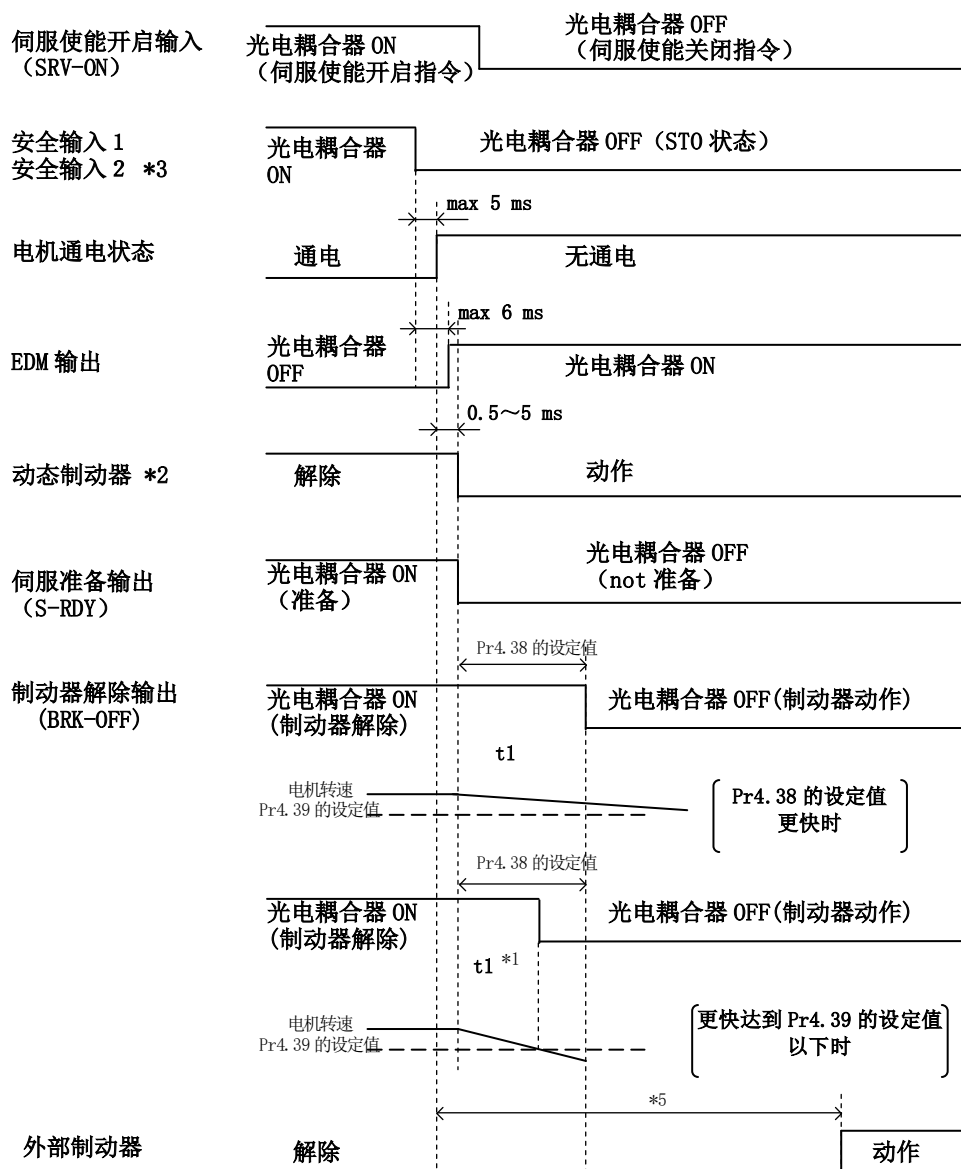 伺服使能开启输入
（SRV-ON）
光电耦合器 ON
（伺服使能开启指令）
光电耦合器 OFF
（伺服使能关闭指令）
安全输入 1
安全输入 2 *3
光电耦合器
ON
光电耦合器 OFF（STO 状态）
max 5 ms
电机通电状态
通电
无通电
max 6 ms
EDM 输出
光电耦合器
OFF
光电耦合器 ON
0.5～5 ms
动态制动器 *2
解除
动作
伺服准备输出
（S-RDY）
光电耦合器 ON
（准备）
光电耦合器 OFF
（not 准备）
Pr4.38 的设定值
制动器解除输出
(BRK-OFF)
光电耦合器 ON
(制动器解除)
光电耦合器 OFF(制动器动作)
t1
电机转速
Pr4.39 的设定值
Pr4.38 的设定值
更快时
Pr4.38 的设定值
光电耦合器 ON
(制动器解除)
光电耦合器 OFF(制动器动作)
t1 *1
电机转速
Pr4.39 的设定值
更快达到 Pr4.39 的设定值
以下时
*5
外部制动器
解除
动作